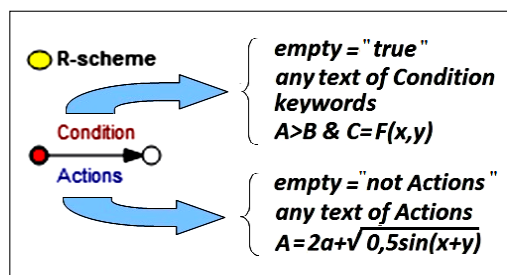 R-scheme
Condition
Actions
empty="true"
any text of Condition
keywords
A>B & C=F(x,y)
empty="not Actions"
any text of Actions
A=2a+√0,5sin(x+y)